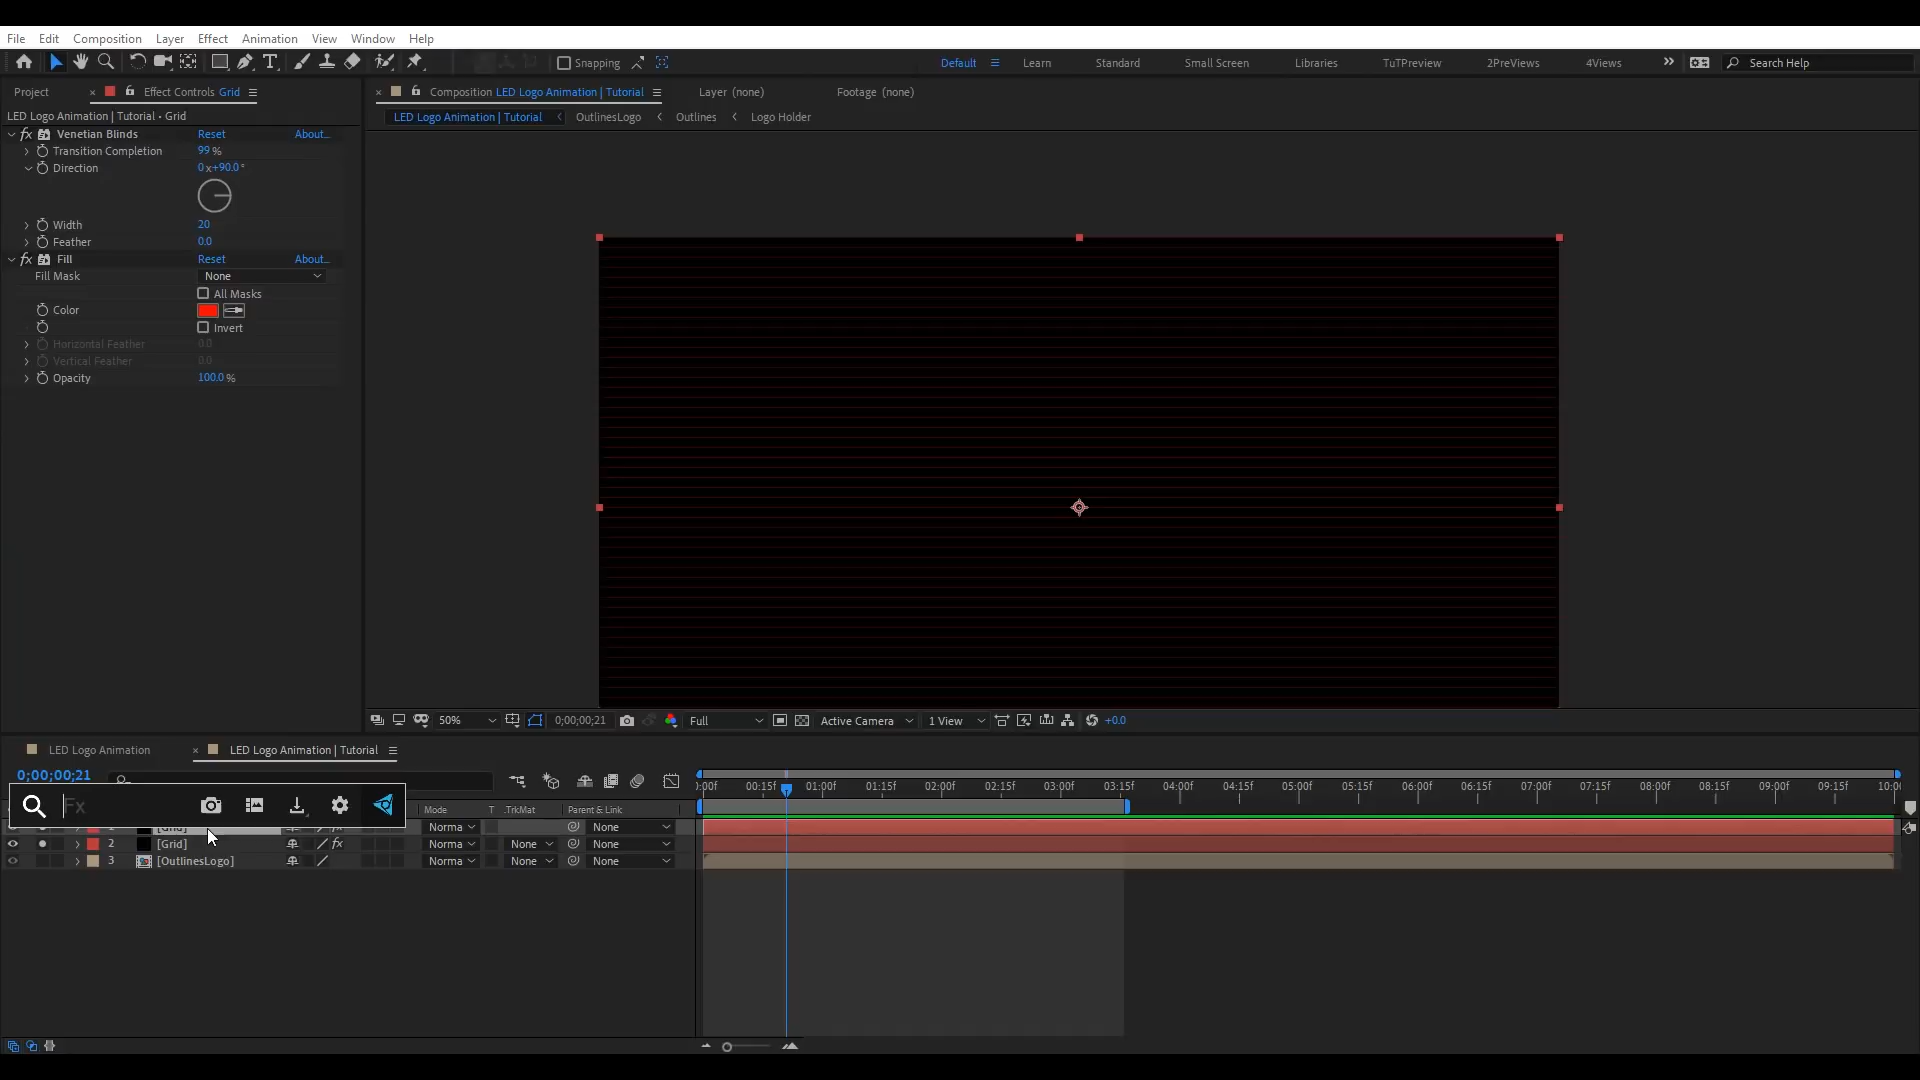 File Edit Composition Layer Effect Animation View Window Help
Snapping Default Learn Standard Small Screen Libraries TuTPreview 2PreViews 4Views Search Help
Project Effect Controls Grid Composition LED Logo Animation | Tutorial Layer (none) Footage (none)
LED Logo Animation | Tutorial • Grid LED Logo Animation | Tutorial OutlinesLogo Outlines Logo Holder
fx Venetian Blinds Reset About...
Transition Completion 99 %
Direction 0 x+90.0 °
Width 20
Feather 0.0
fx Fill Reset About...
Fill Mask None
All Masks
Color
Invert
Horizontal Feather 0.0
Vertical Feather 0.0
Opacity 100.0 %
50% 0;00;00;21 Full Active Camera 1 View +0.0
LED Logo Animation LED Logo Animation | Tutorial
0;00;00;21
:00f 00:15f 01:00f 01:15f 02:00f 02:15f 03:00f 03:15f 04:00f 04:15f 05:00f 05:15f 06:00f 06:15f 07:00f 07:15f 08:00f 08:15f 09:00f 09:15f 10:0
Fx Mode T .TrkMat Parent & Link
1 [Grid] fx Norma None
2 [Grid] fx Norma None None
3 [OutlinesLogo] Norma None None